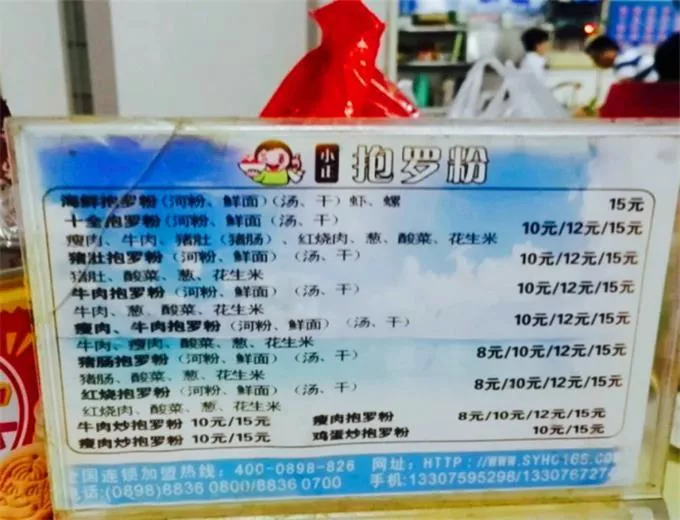 小正 抱罗粉
海鲜抱罗粉(河粉、鲜面)(汤、干)虾、螺 15元
十全抱罗粉(河粉、鲜面)(汤、干)
瘦肉、牛肉、猪肚(猪肠)、红烧肉、葱、酸菜、花生米 10元/12元/15元
猪肚抱罗粉(河粉、鲜面)(汤、干) 10元/12元/15元
猪肚、酸菜、葱、花生米
牛肉抱罗粉(河粉、鲜面)(汤、干) 10元/12元/15元
牛肉、葱、酸菜、花生米
瘦肉、牛肉抱罗粉(河粉、鲜面)(汤、干) 10元/12元/15元
牛肉、瘦肉、酸菜、葱、花生米
猪肠抱罗粉(河粉、鲜面)(汤、干) 8元/10元/12元/15元
猪肠、酸菜、葱、花生米
红烧抱罗粉(河粉、鲜面)(汤、干) 8元/10元/12元/15元
红烧肉、酸菜、葱、花生米
牛肉炒抱罗粉 10元/15元 瘦肉抱罗粉 8元/10元/12元/15元
瘦肉炒抱罗粉 10元/15元 鸡蛋炒抱罗粉 10元/15元
全国连锁加盟热线:400-0898-826 网址:HTTP://WWW.SYHC168.COM
电话:(0898)8836 0800/8836 0700 手机:13307595298/1330767274